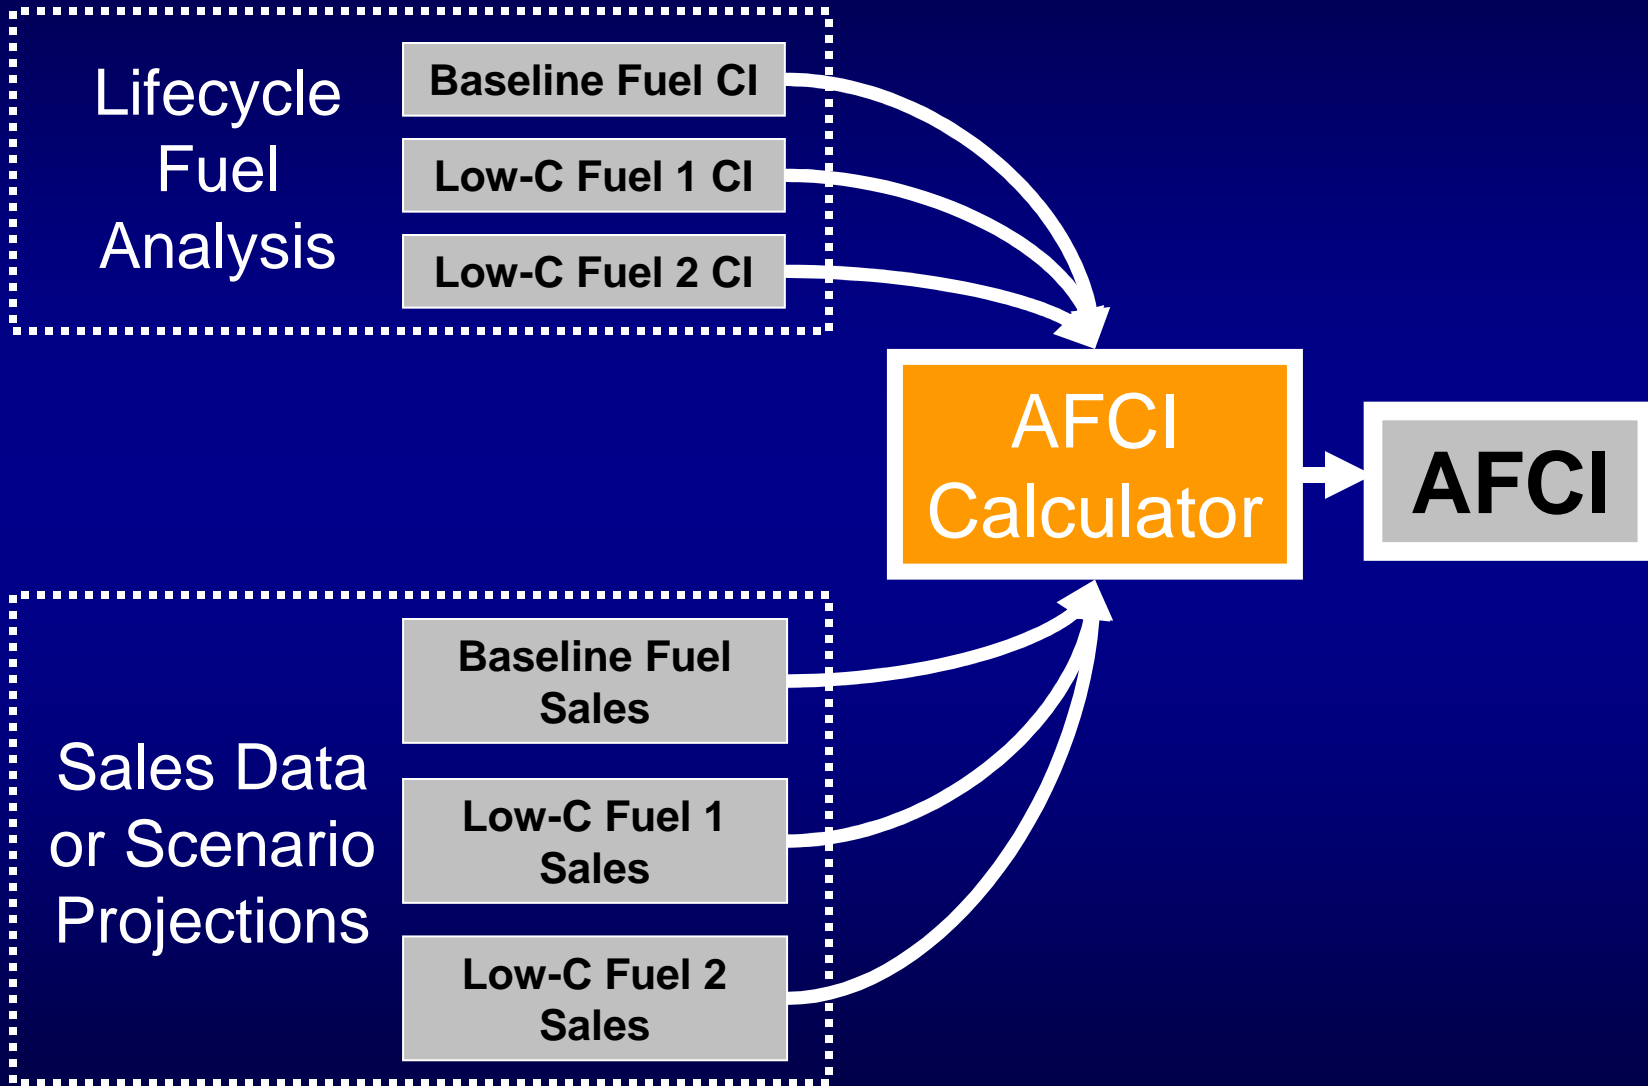 Lifecycle
Fuel
Analysis
Baseline Fuel CI
Low-C Fuel 1 CI
Low-C Fuel 2 CI
AFCI
Calculator
AFCI
Sales Data
or Scenario
Projections
Baseline Fuel
Sales
Low-C Fuel 1
Sales
Low-C Fuel 2
Sales